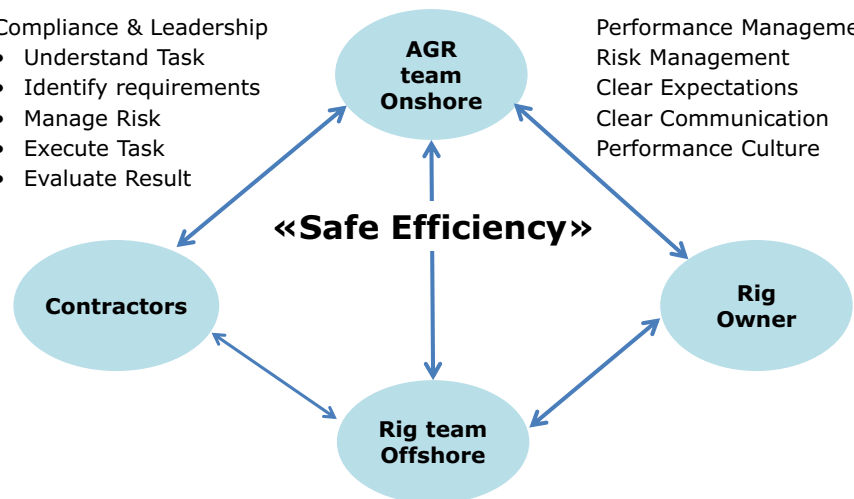 Compliance & Leadership
• Understand Task
• Identify requirements
• Manage Risk
• Execute Task
• Evaluate Result
AGR
team
Onshore
Performance Manageme
Risk Management
Clear Expectations
Clear Communication
Performance Culture
«Safe Efficiency»
Contractors
Rig
Owner
Rig team
Offshore